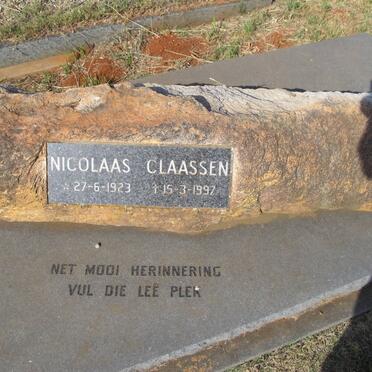 NICOLAAS CLAASSEN
☆ 27-6-1923 † 15-3-1997
NET MOOI HERINNERING
VUL DIE LEË PLEK